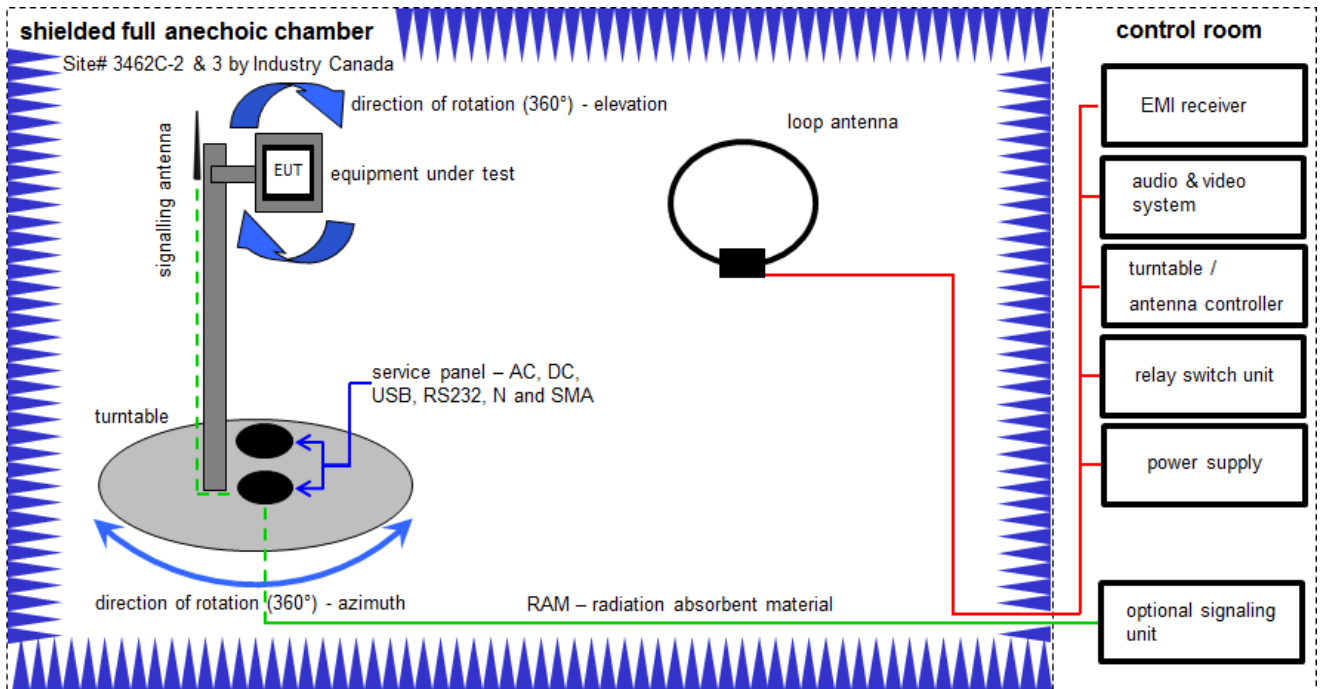 shielded full anechoic chamber
Site# 3462C-2 & 3 by Industry Canada
direction of rotation (360°) - elevation
signalling antenna
EUT
equipment under test
loop antenna
service panel – AC, DC,
USB, RS232, N and SMA
turntable
direction of rotation (360°) - azimuth
RAM – radiation absorbent material
control room
EMI receiver
audio & video
system
turntable /
antenna controller
relay switch unit
power supply
optional signaling
unit